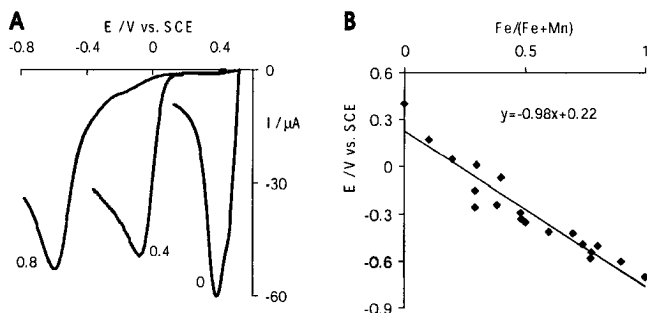 A
E /V vs. SCE
-0.8 -0.4 0 0.4
0
-30
-60
I /µA
0.8
0.4
0
B
Fe/(Fe+Mn)
0 0.5 1
0.6
0.3
0
-0.3
-0.6
-0.9
E /V vs. SCE
y=-0.98x+0.22